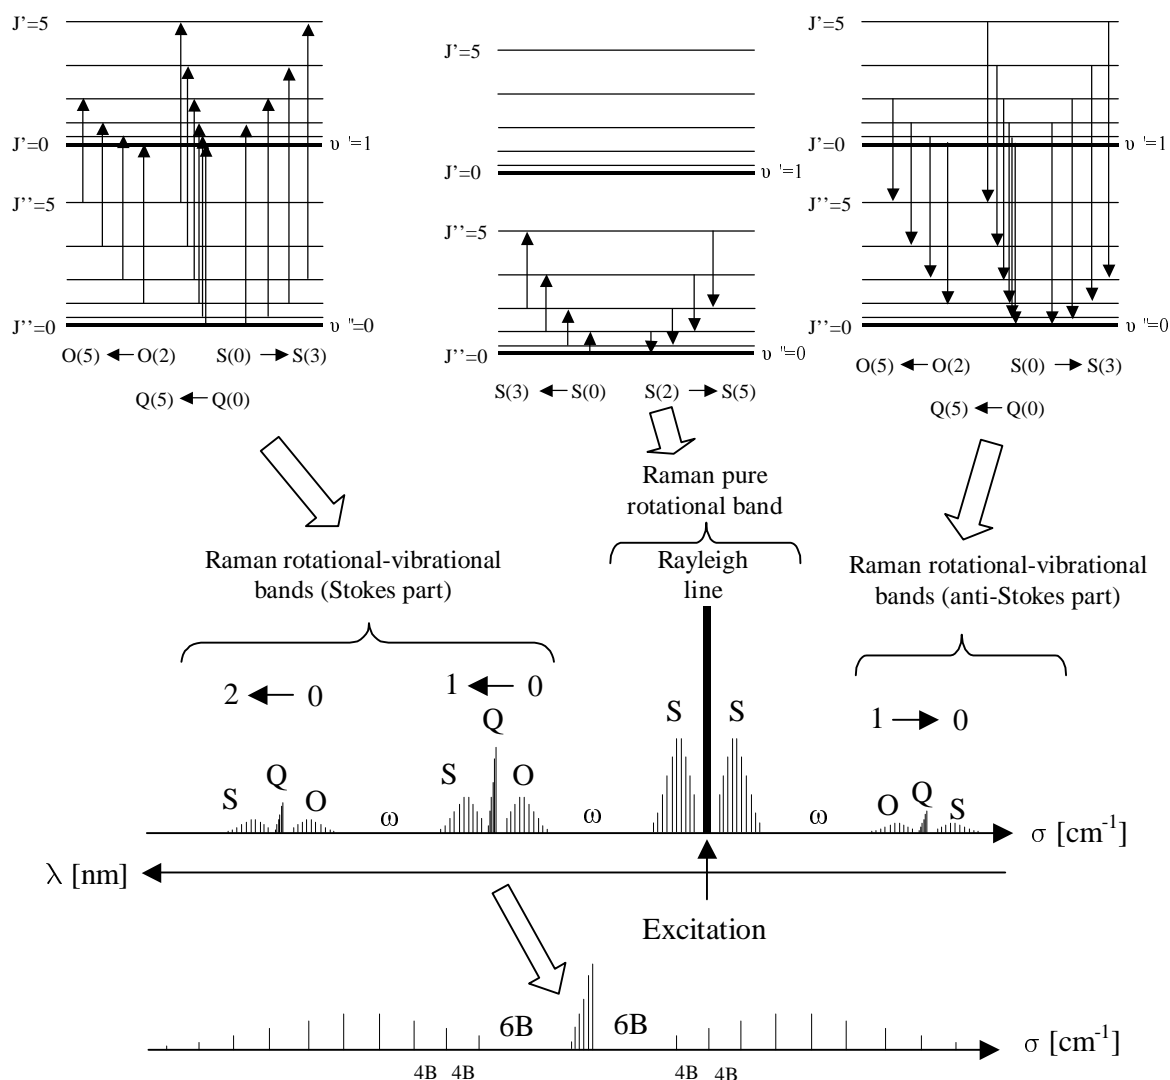 J'=5
J'=0
υ '=1
J''=5
J''=0
υ ''=0
O(5) O(2) S(0) S(3)
Q(5) Q(0)
J'=5
J'=0
υ '=1
J''=5
J''=0
υ ''=0
S(3) S(0) S(2) S(5)
J'=5
J'=0
υ '=1
J''=5
J''=0
υ ''=0
O(5) O(2) S(0) S(3)
Q(5) Q(0)
Raman pure
rotational band
Raman rotational-vibrational
bands (Stokes part)
Rayleigh
line
Raman rotational-vibrational
bands (anti-Stokes part)
2 0
1 0
1 0
S Q O
ω
S Q O
ω
S S
ω
O Q S
σ [cm-1]
λ [nm]
Excitation
6B 6B
σ [cm-1]
4B 4B 4B 4B